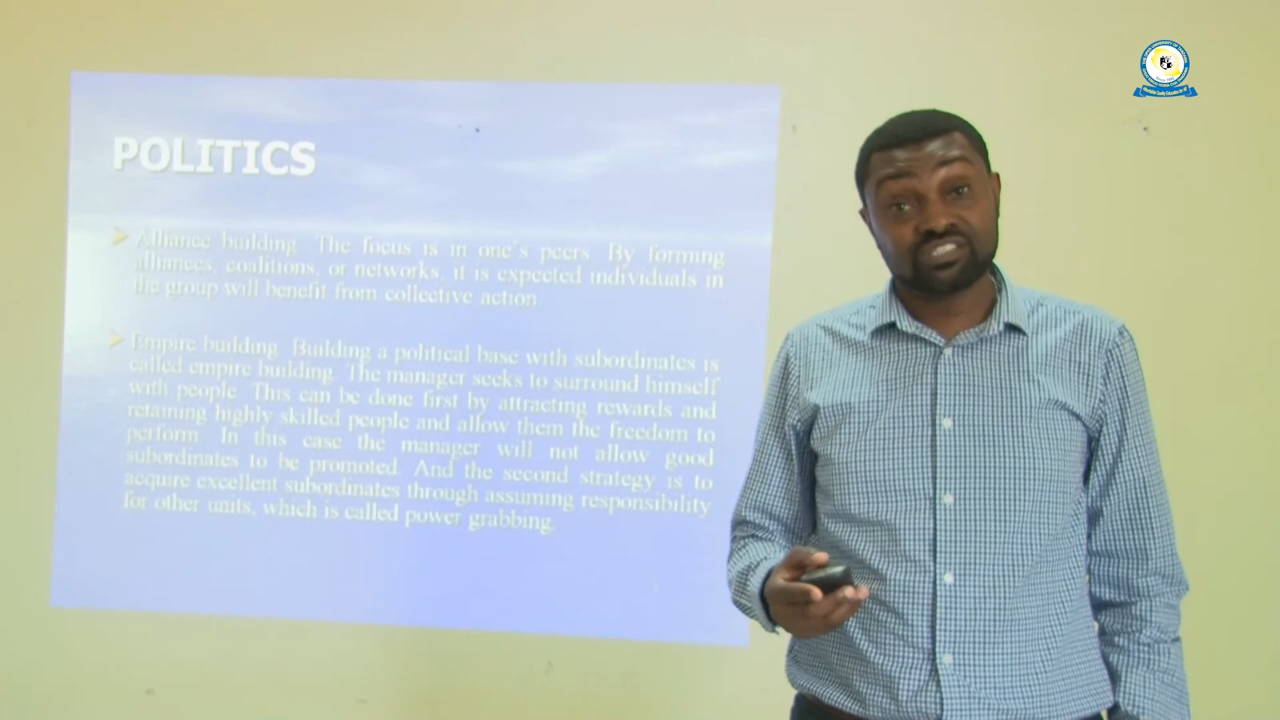 POLITICS
Alliance building. The focus is in one's peers. By forming
alliances, coalitions, or networks, it is expected individuals in
the group will benefit from collective action.
Empire building. Building a political base with subordinates is
called empire building. The manager seeks to surround himself
with people. This can be done first by attracting rewards and
retaining highly skilled people and allow them the freedom to
perform. In this case the manager will not allow good
subordinates to be promoted. And the second strategy is to
acquire excellent subordinates through assuming responsibility
for other units, which is called power grabbing.